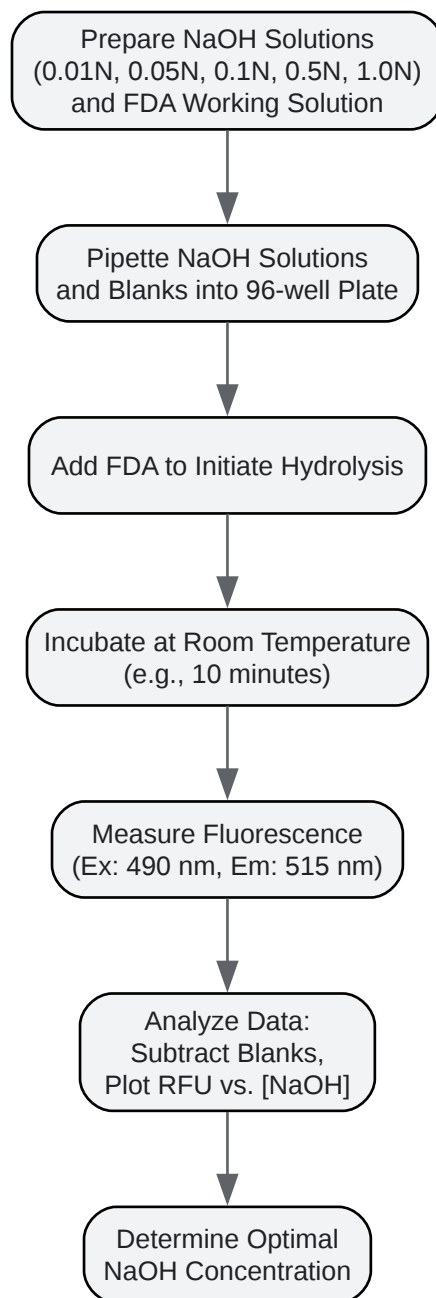 Prepare NaOH Solutions
(0.01N, 0.05N, 0.1N, 0.5N, 1.0N)
and FDA Working Solution
Pipette NaOH Solutions
and Blanks into 96-well Plate
Add FDA to Initiate Hydrolysis
Incubate at Room Temperature
(e.g., 10 minutes)
Measure Fluorescence
(Ex: 490 nm, Em: 515 nm)
Analyze Data:
Subtract Blanks,
Plot RFU vs. [NaOH]
Determine Optimal
NaOH Concentration